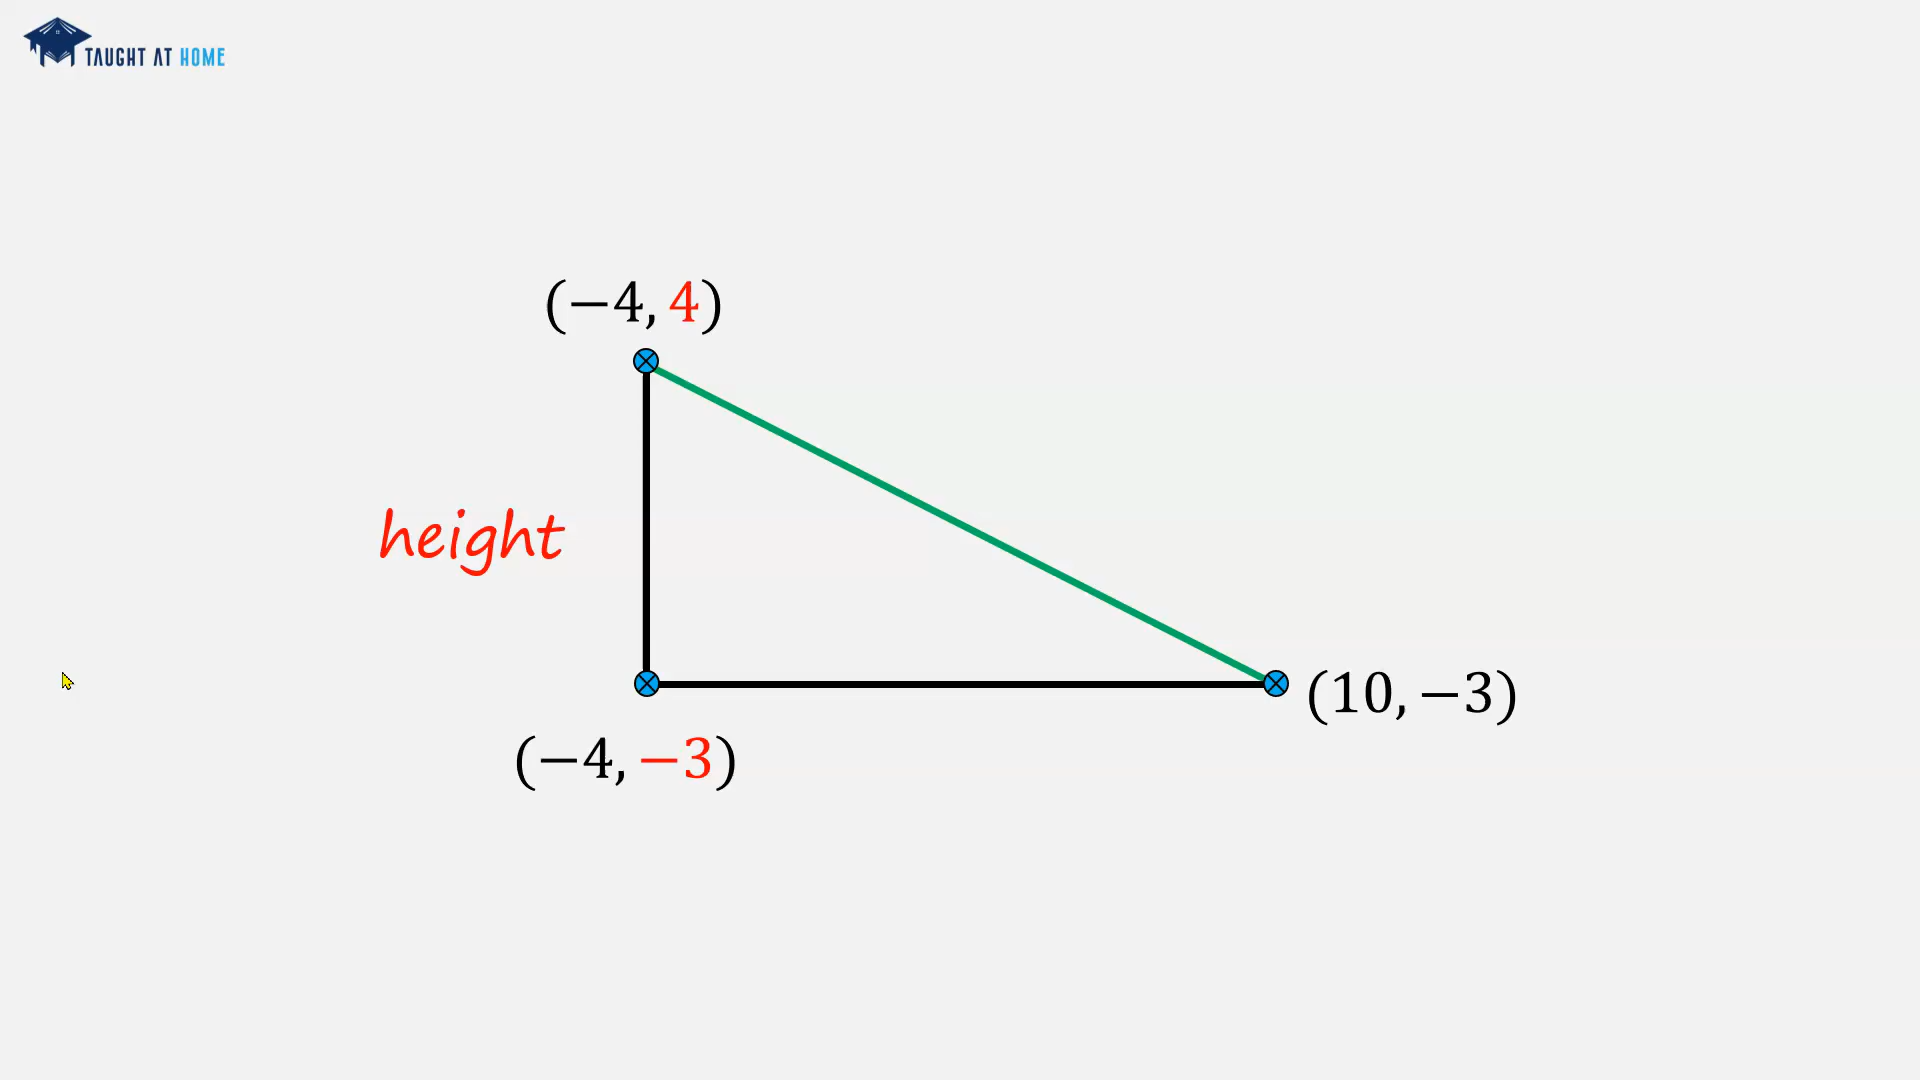 TAUGHT AT HOME
(−4, 4)
height
(10, −3)
(−4, −3)